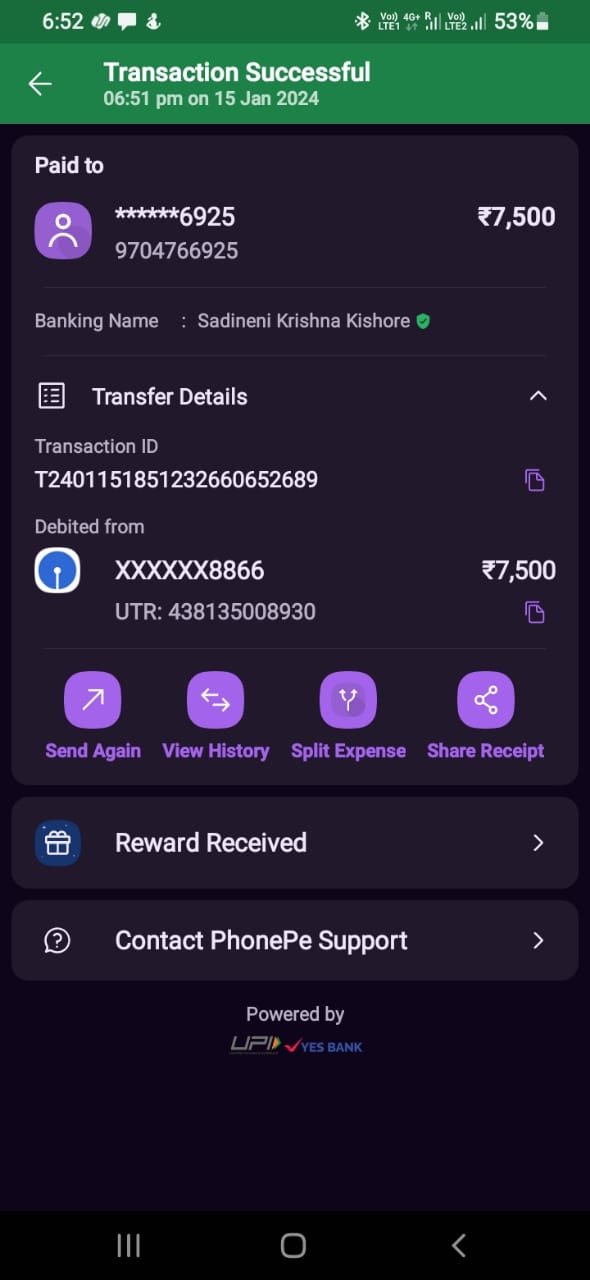 6:52
Vo)) 4G+ R Vo)) 53%
LTE1 LTE2
Transaction Successful
06:51 pm on 15 Jan 2024
Paid to
******6925 ₹7,500
9704766925
Banking Name : Sadineni Krishna Kishore
Transfer Details
Transaction ID
T2401151851232660652689
Debited from
XXXXXX8866 ₹7,500
UTR: 438135008930
Send Again View History Split Expense Share Receipt
Reward Received
Contact PhonePe Support
Powered by
UPI YES BANK